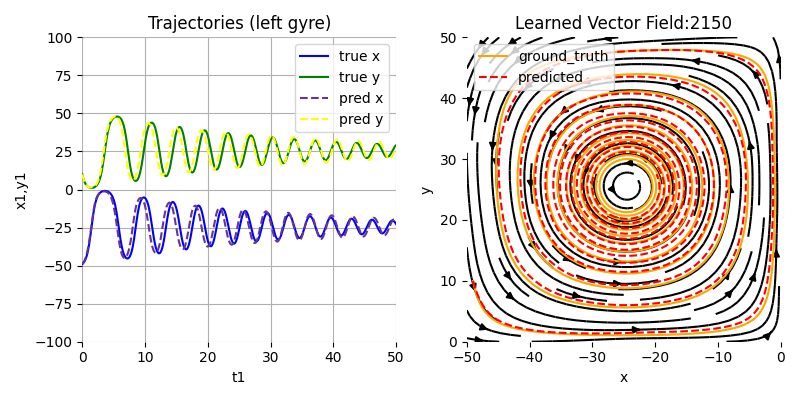 Trajectories (left gyre)
100
75
50
25
0
−25
−50
−75
−100
x1,y1
true x
true y
pred x
pred y
0 10 20 30 40 50
t1
Learned Vector Field:2150
ground_truth
predicted
50
40
30
20
10
0
y
−50 −40 −30 −20 −10 0
x